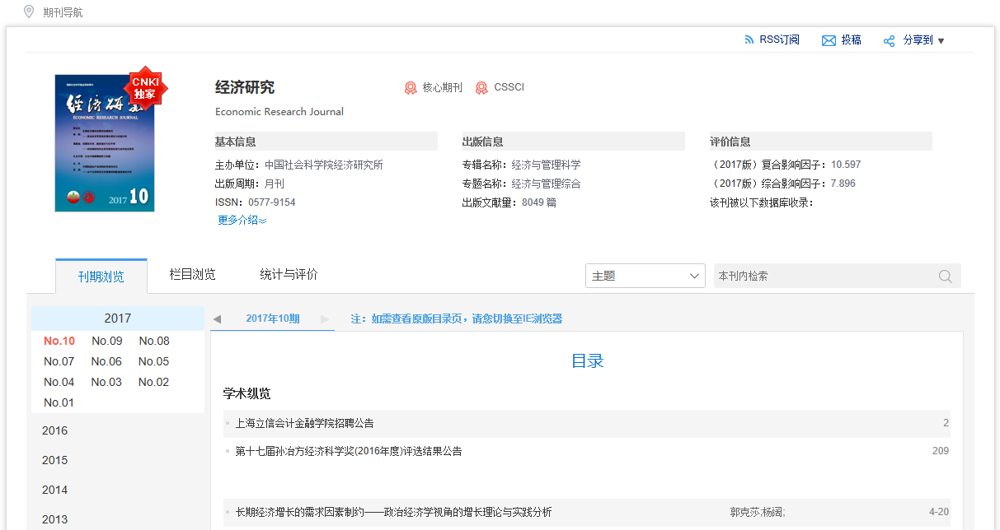 期刊导航
RSS订阅 投稿 分享到
CNKI
独家
经济研究
ECONOMIC RESEARCH JOURNAL
2017 10
经济研究 核心期刊 CSSCI
Economic Research Journal
基本信息 出版信息 评价信息
主办单位：中国社会科学院经济研究所 专辑名称：经济与管理科学 （2017版）复合影响因子：10.597
出版周期：月刊 专题名称：经济与管理综合 （2017版）综合影响因子：7.896
ISSN：0577-9154 出版文献量：8049 篇 该刊被以下数据库收录：
更多介绍
刊期浏览 栏目浏览 统计与评价 主题 本刊内检索
2017 2017年10期 注：如需查看原版目录页，请您切换至IE浏览器
No.10 No.09 No.08
No.07 No.06 No.05
No.04 No.03 No.02
No.01
2016
2015
2014
2013
目录
学术纵览
上海立信会计金融学院招聘公告 2
第十七届孙冶方经济科学奖(2016年度)评选结果公告 209
长期经济增长的需求因素制约——政治经济学视角的增长理论与实践分析 郭克莎;杨阔; 4-20